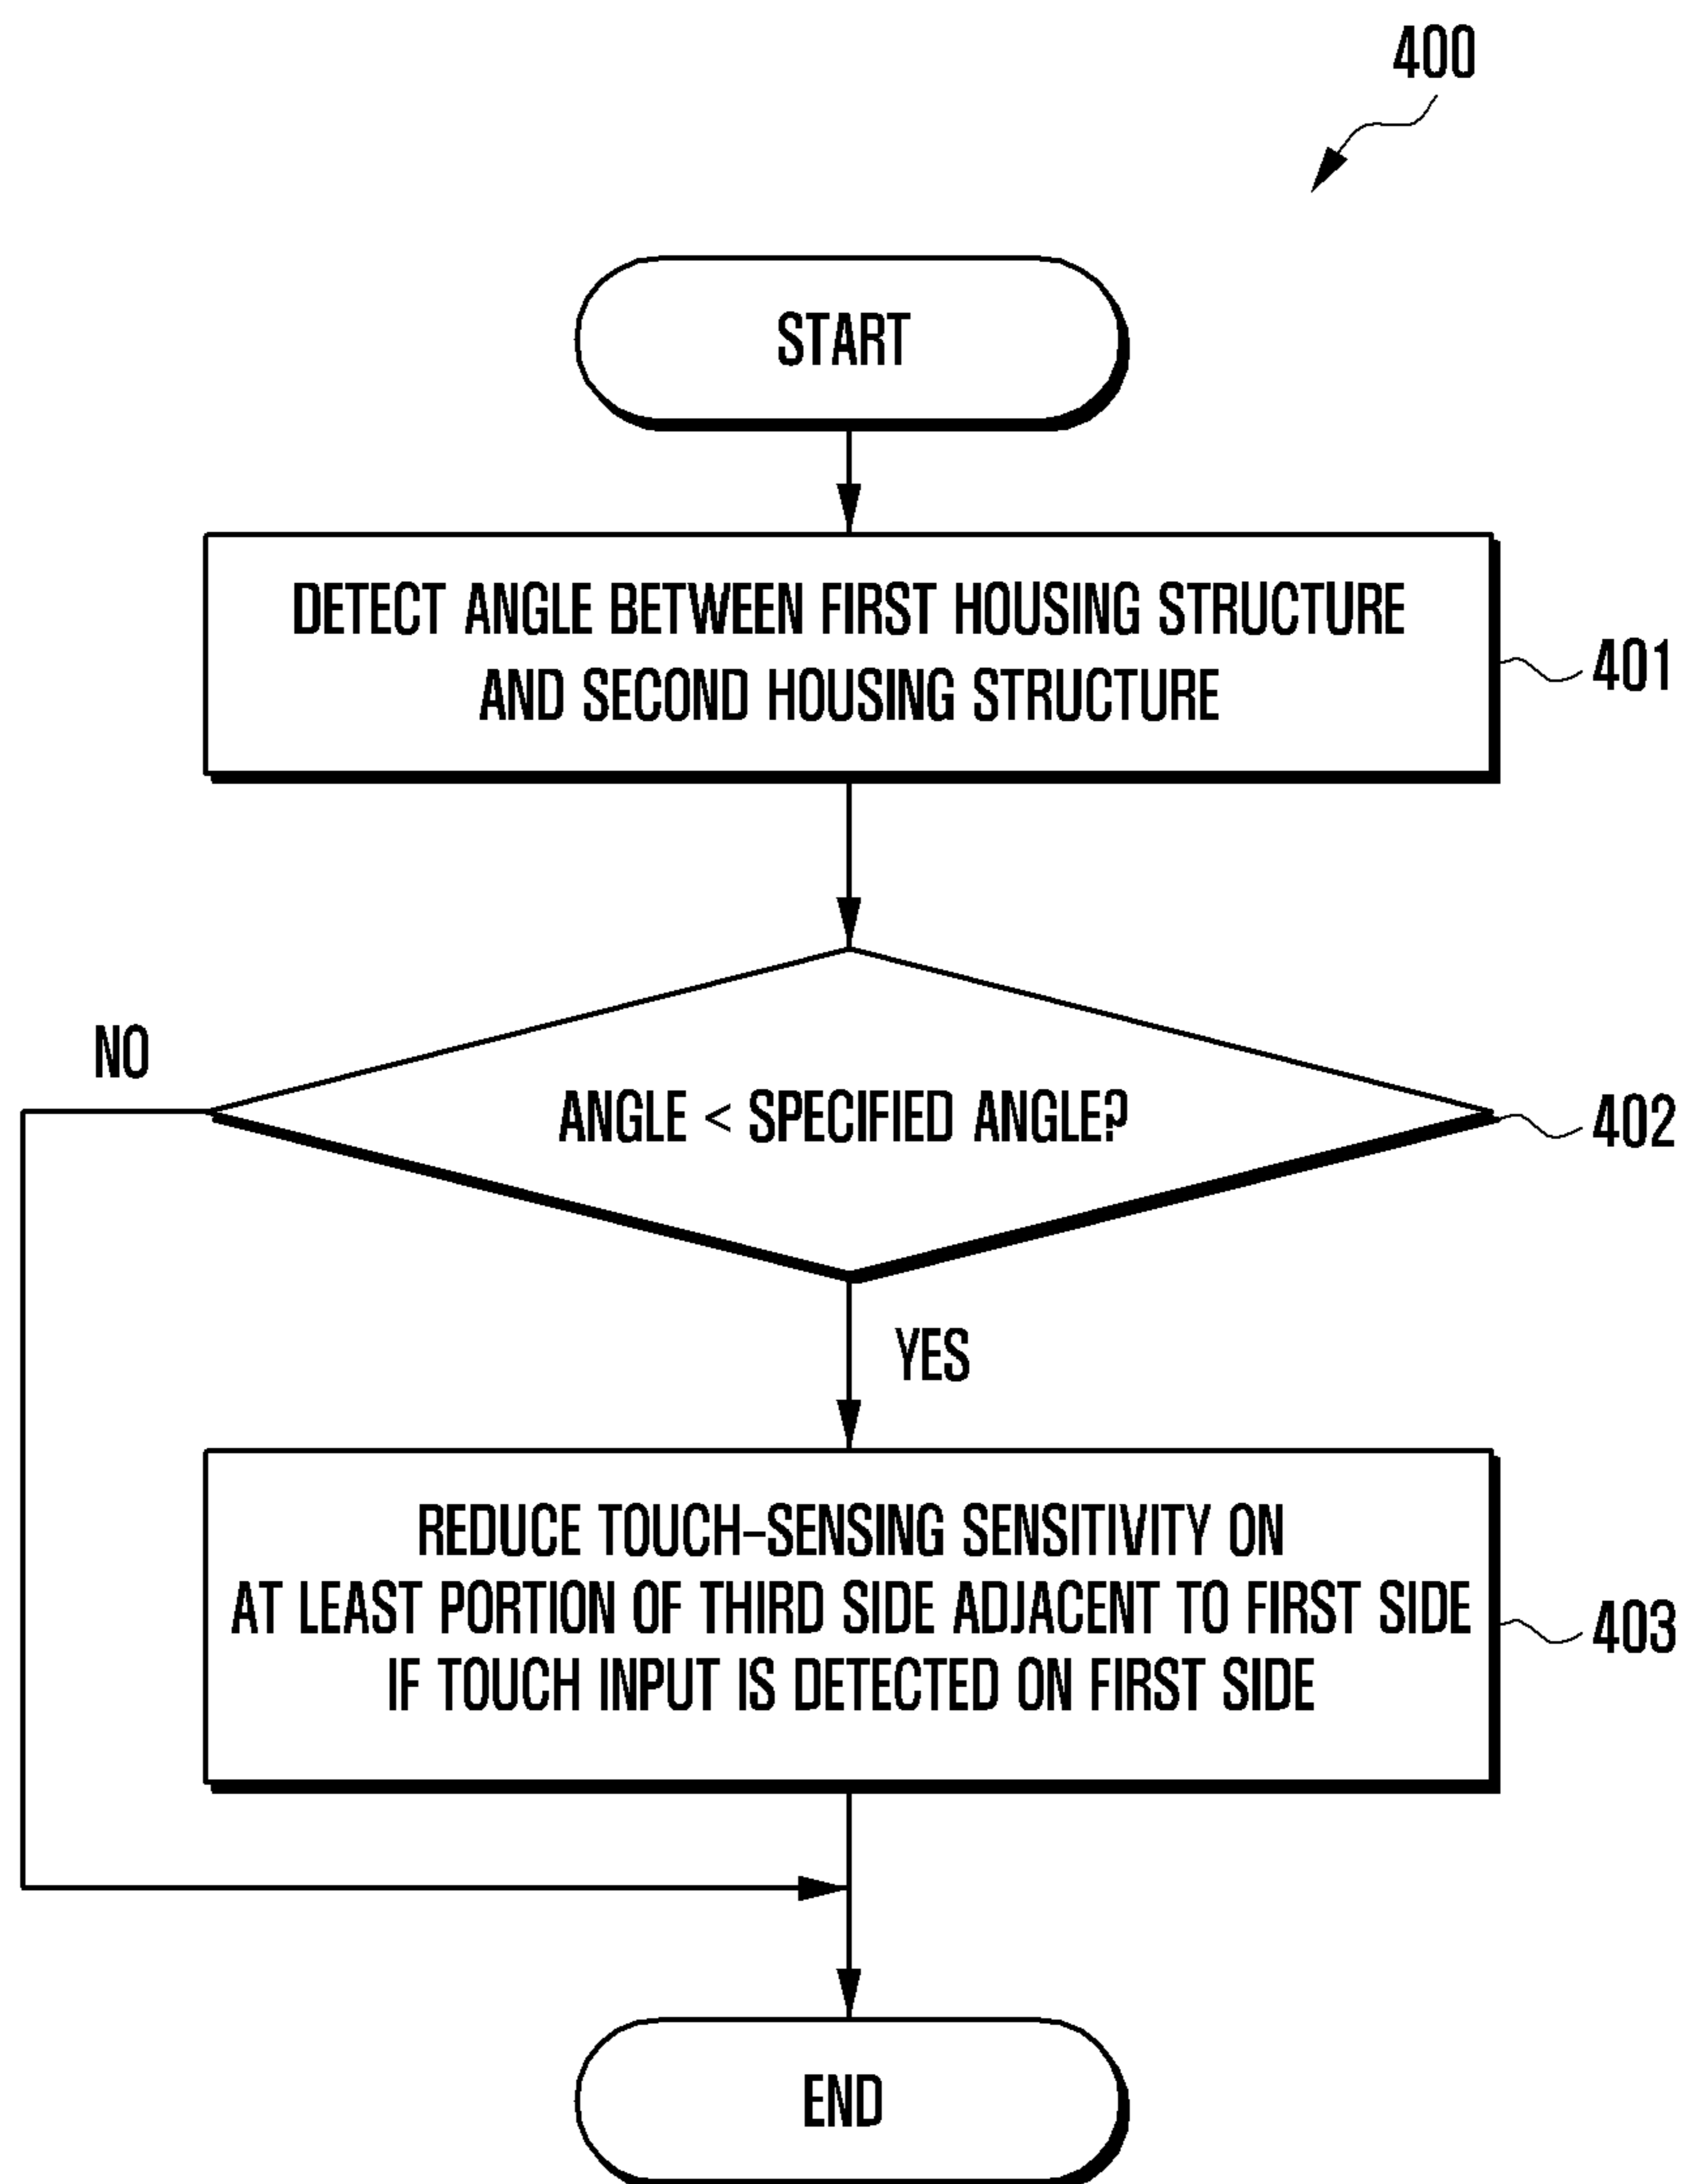 400
START
DETECT ANGLE BETWEEN FIRST HOUSING STRUCTURE
AND SECOND HOUSING STRUCTURE
401
NO
ANGLE < SPECIFIED ANGLE?
402
YES
REDUCE TOUCH–SENSING SENSITIVITY ON
AT LEAST PORTION OF THIRD SIDE ADJACENT TO FIRST SIDE
IF TOUCH INPUT IS DETECTED ON FIRST SIDE
403
END